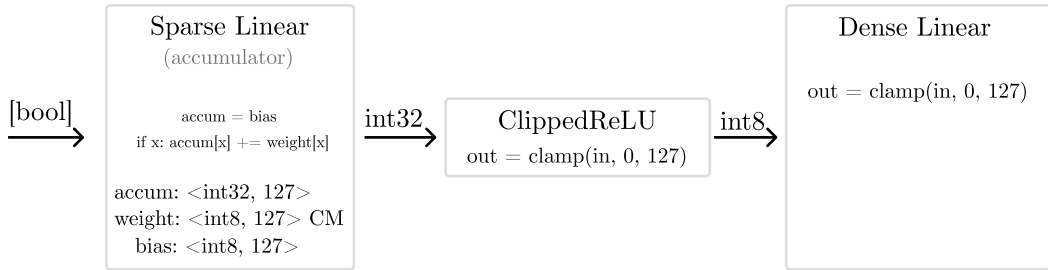 [bool]
Sparse Linear
(accumulator)
accum = bias
if x: accum[x] += weight[x]
accum: <int32, 127>
weight: <int8, 127> CM
bias: <int8, 127>
int32
ClippedReLU
out = clamp(in, 0, 127)
int8
Dense Linear
out = clamp(in, 0, 127)